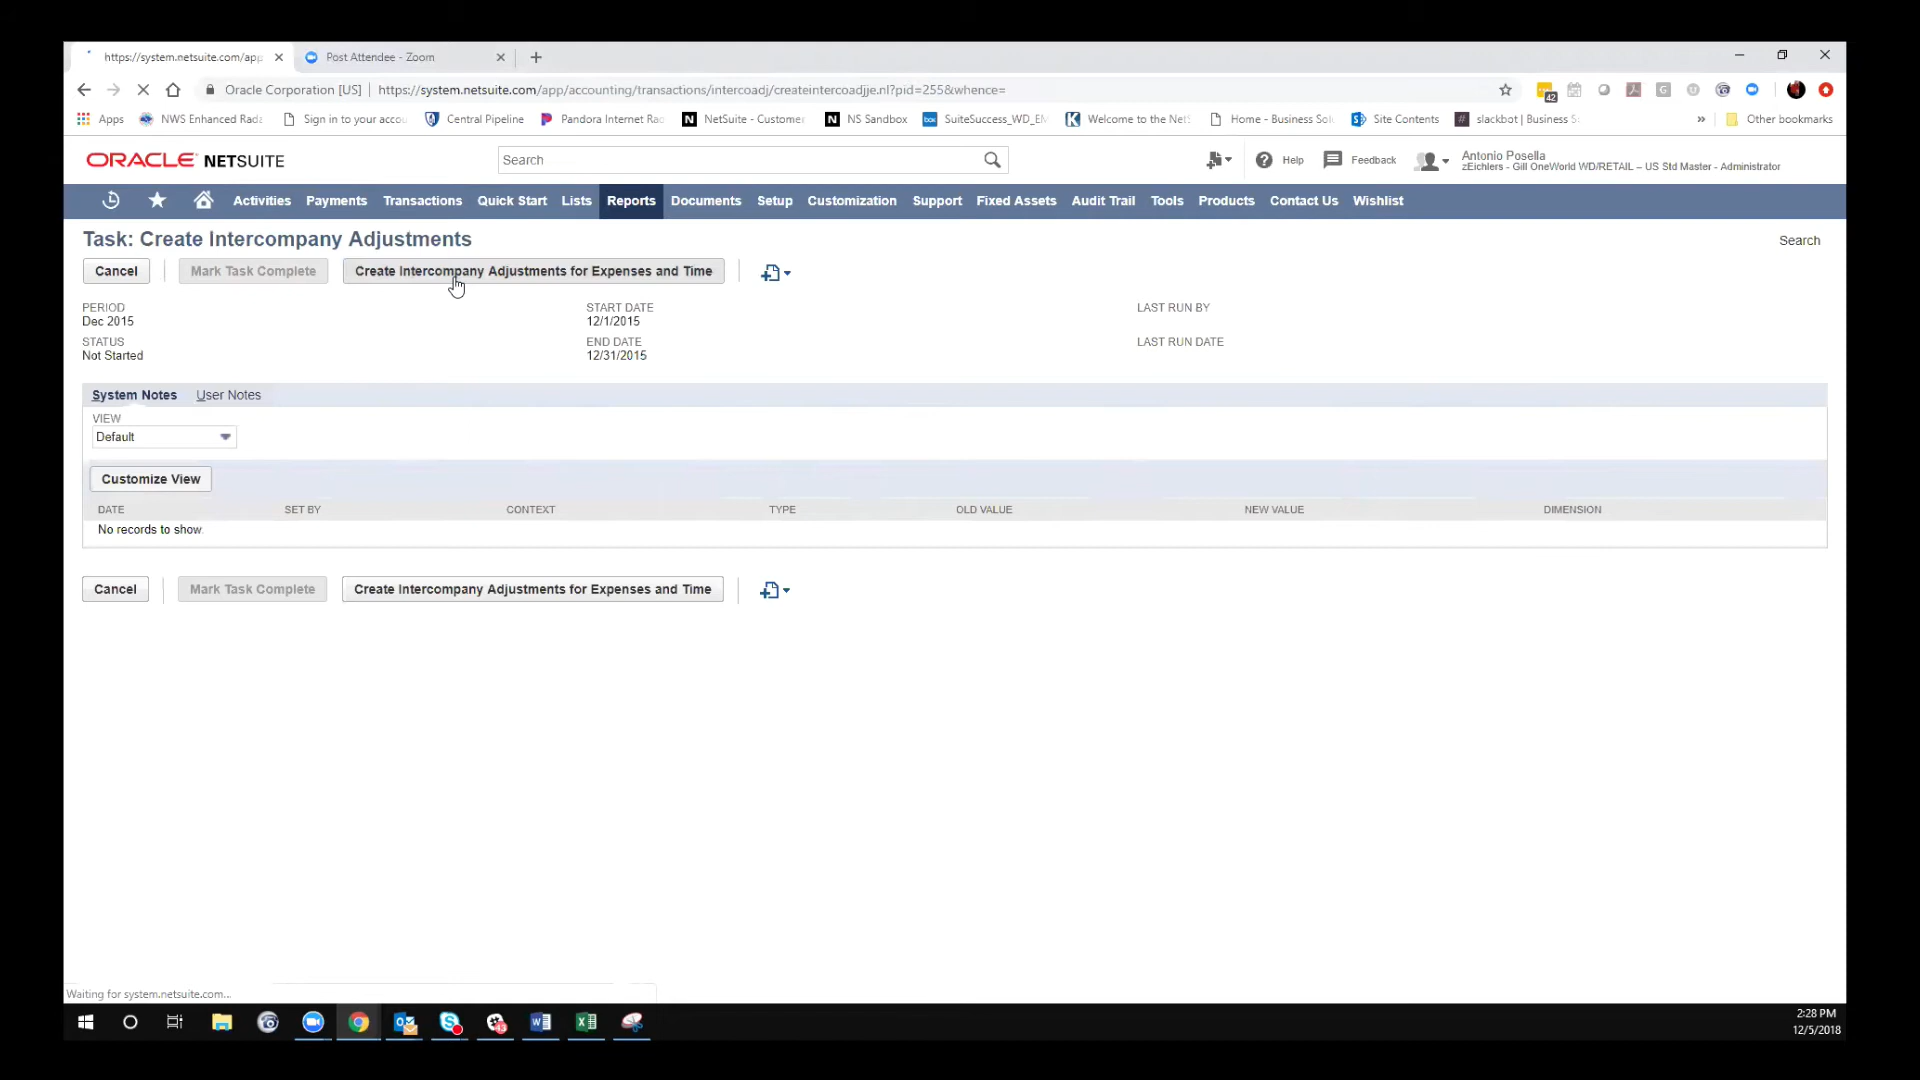 https://system.netsuite.com/app
Post Attendee - Zoom
Oracle Corporation [US] | https://system.netsuite.com/app/accounting/transactions/intercoadj/createintercoadjje.nl?pid=255&whence=
42
Apps NWS Enhanced Rada Sign in to your accou Central Pipeline Pandora Internet Rad NetSuite - Customer NS Sandbox SuiteSuccess_WD_EM Welcome to the Net Home - Business Solu Site Contents slackbot | Business S » Other bookmarks
ORACLE NETSUITE
Search
Help
Feedback
Antonio Posella
zEichlers - Gill OneWorld WD/RETAIL – US Std Master - Administrator
Activities Payments Transactions Quick Start Lists Reports Documents Setup Customization Support Fixed Assets Audit Trail Tools Products Contact Us Wishlist
Task: Create Intercompany Adjustments
Search
Cancel Mark Task Complete Create Intercompany Adjustments for Expenses and Time
PERIOD START DATE LAST RUN BY
Dec 2015 12/1/2015
STATUS END DATE LAST RUN DATE
Not Started 12/31/2015
System Notes User Notes
VIEW
Default
Customize View
DATE SET BY CONTEXT TYPE OLD VALUE NEW VALUE DIMENSION
No records to show.
Cancel Mark Task Complete Create Intercompany Adjustments for Expenses and Time
Waiting for system.netsuite.com...
2:28 PM
12/5/2018